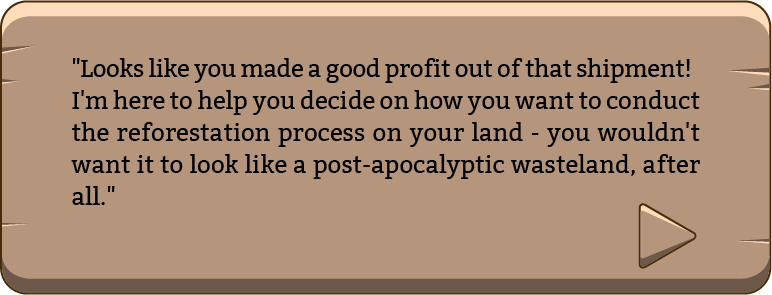 "Looks like you made a good profit out of that shipment!
I'm here to help you decide on how you want to conduct
the reforestation process on your land - you wouldn't
want it to look like a post-apocalyptic wasteland, after
all."